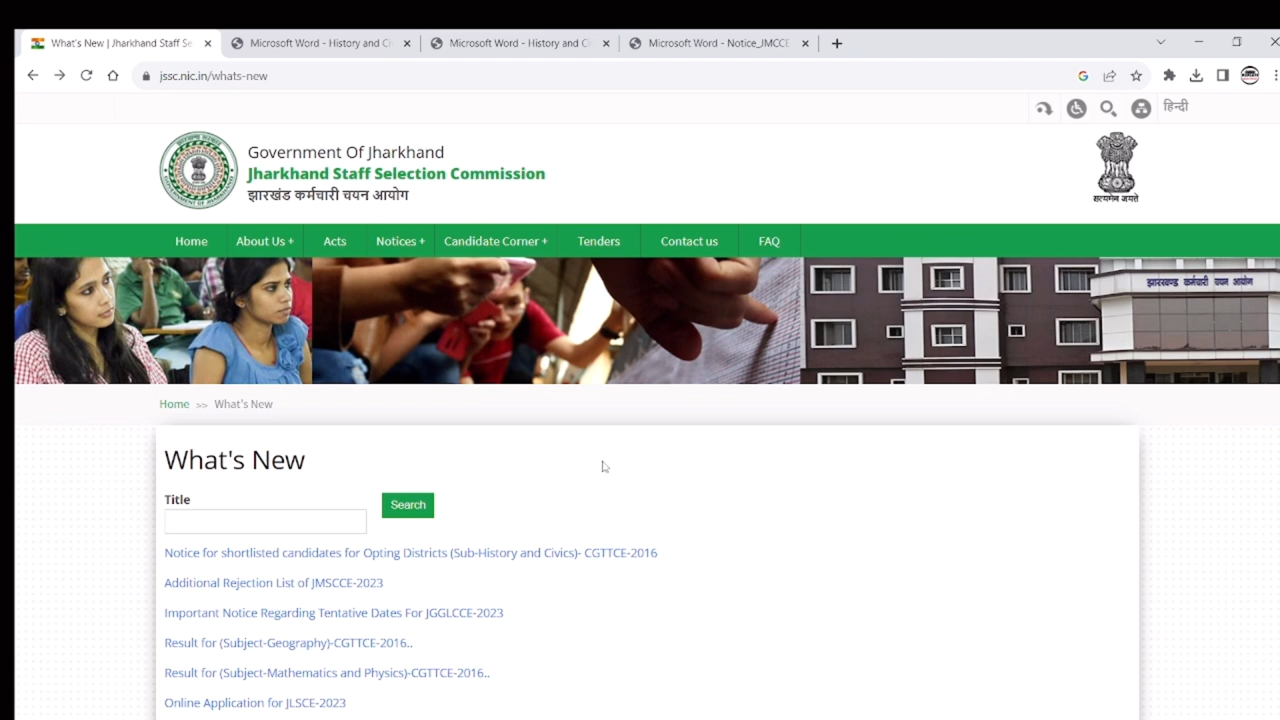 What's New | Jharkhand Staff Se
Microsoft Word - History and Ci
Microsoft Word - History and Ci
Microsoft Word - Notice_JMCCE
jssc.nic.in/whats-new
हिन्दी
Government Of Jharkhand
Jharkhand Staff Selection Commission
झारखंड कर्मचारी चयन आयोग
सत्यमेव जयते
Home
About Us +
Acts
Notices +
Candidate Corner +
Tenders
Contact us
FAQ
झारखण्ड कर्मचारी चयन आयोग
Home >> What's New
What's New
Title
Search
Notice for shortlisted candidates for Opting Districts (Sub-History and Civics)- CGTTCE-2016
Additional Rejection List of JMSCCE-2023
Important Notice Regarding Tentative Dates For JGGLCCE-2023
Result for (Subject-Geography)-CGTTCE-2016..
Result for (Subject-Mathematics and Physics)-CGTTCE-2016..
Online Application for JLSCE-2023